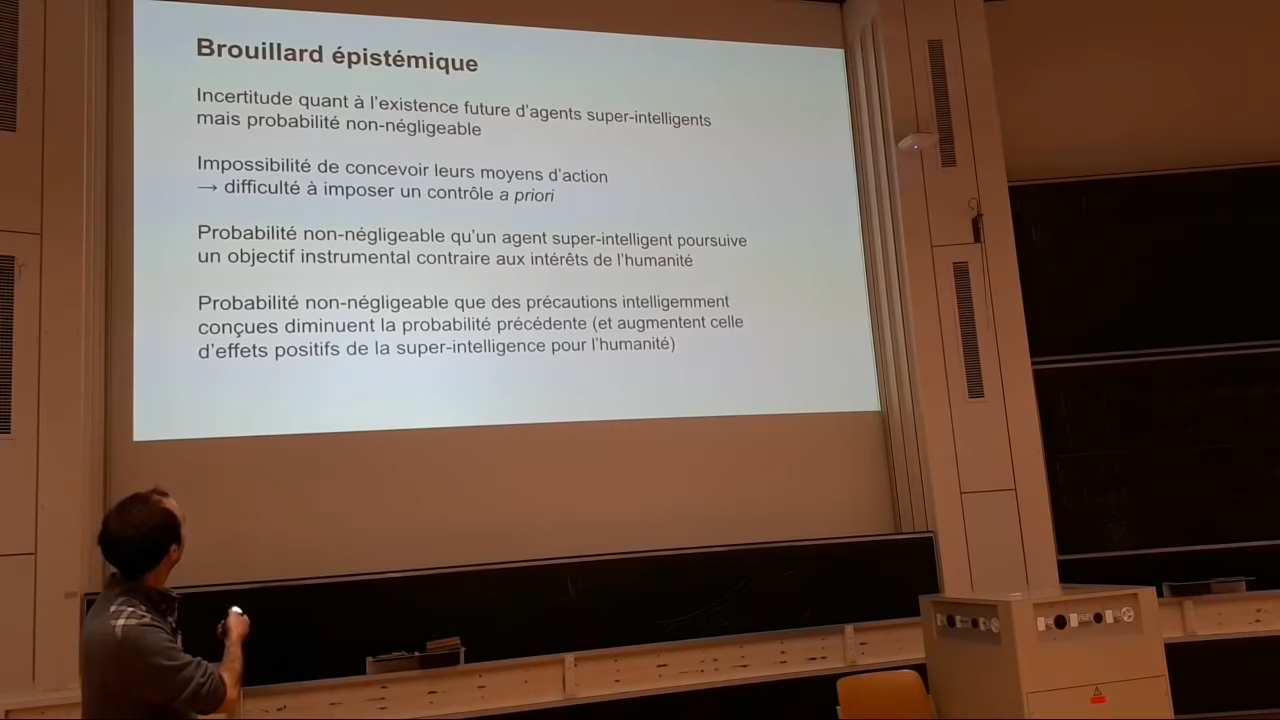 Brouillard épistémique
Incertitude quant à l'existence future d'agents super-intelligents
mais probabilité non-négligeable
Impossibilité de concevoir leurs moyens d'action
→ difficulté à imposer un contrôle a priori
Probabilité non-négligeable qu'un agent super-intelligent poursuive
un objectif instrumental contraire aux intérêts de l'humanité
Probabilité non-négligeable que des précautions intelligemment
conçues diminuent la probabilité précédente (et augmentent celle
d'effets positifs de la super-intelligence pour l'humanité)